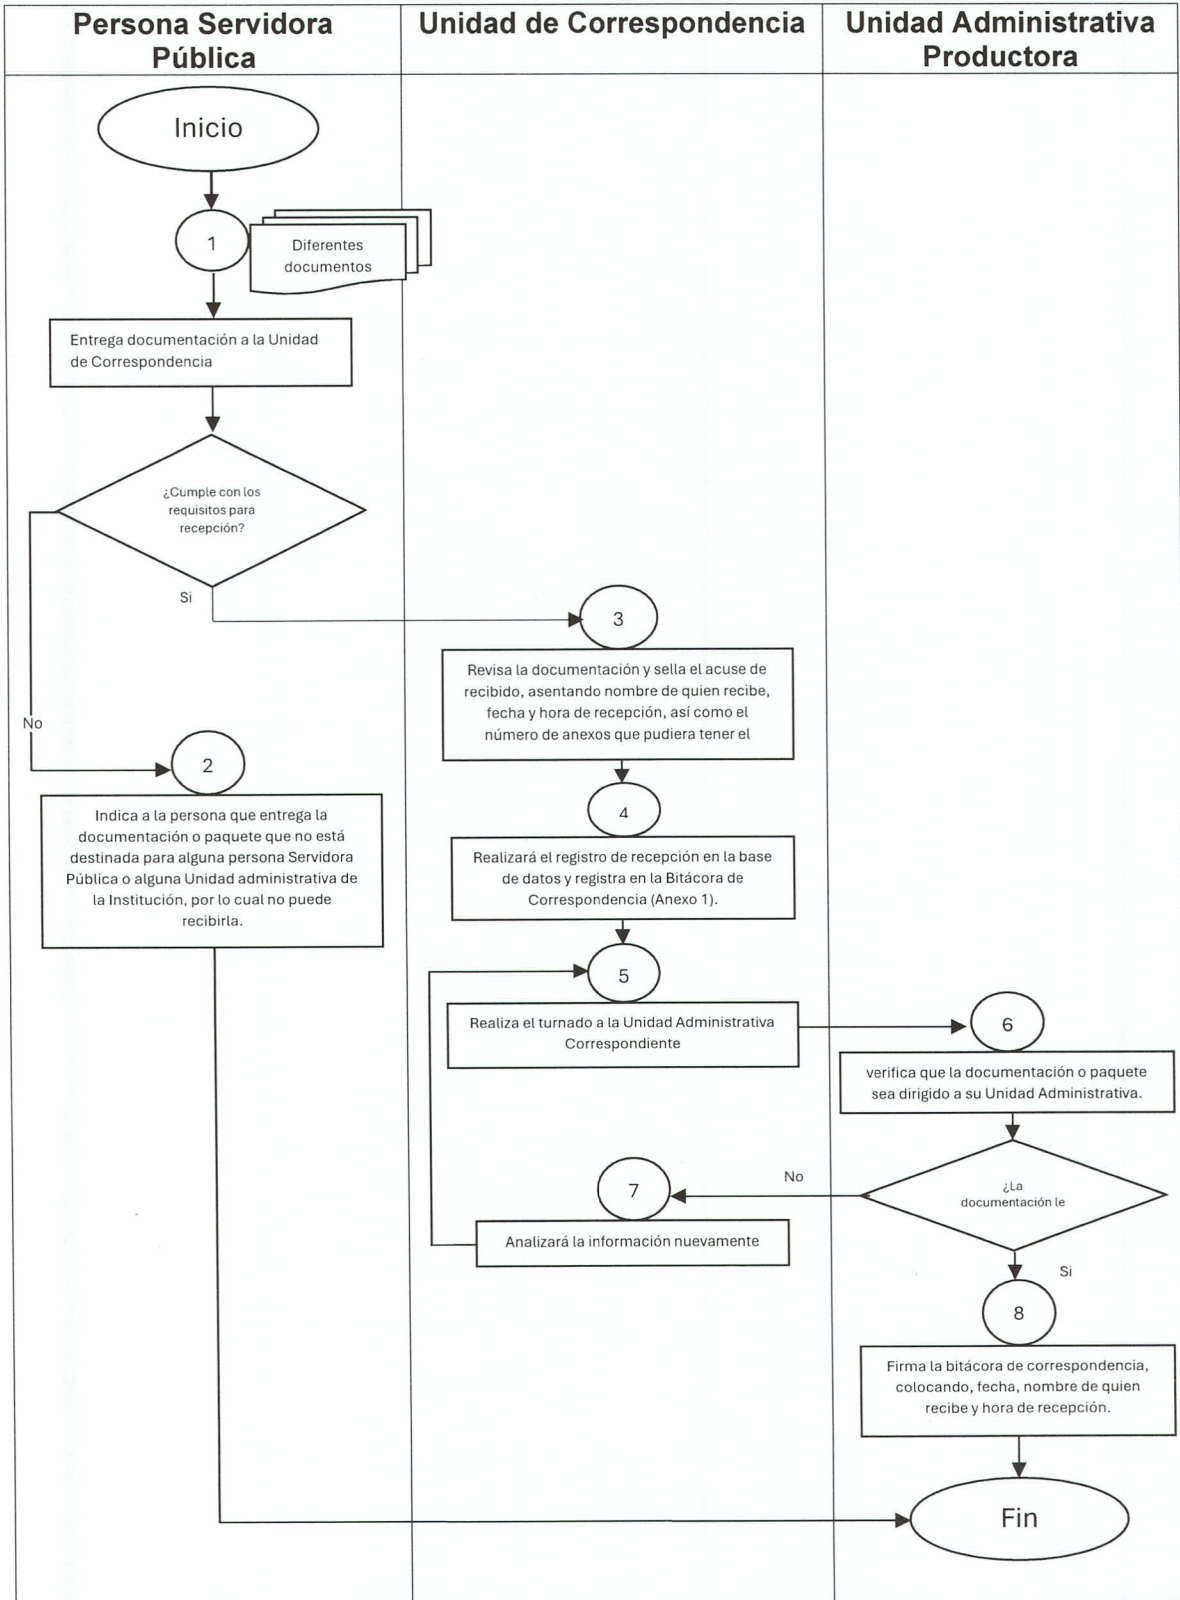 Persona Servidora
Pública
Unidad de Correspondencia
Unidad Administrativa
Productora
Inicio
1
Diferentes
documentos
Entrega documentación a la Unidad
de Correspondencia
¿Cumple con los
requisitos para
recepción?
Si
No
2
Indica a la persona que entrega la
documentación o paquete que no está
destinada para alguna persona Servidora
Pública o alguna Unidad administrativa de
la Institución, por lo cual no puede
recibirla.
3
Revisa la documentación y sella el acuse de
recibido, asentando nombre de quien recibe,
fecha y hora de recepción, así como el
número de anexos que pudiera tener el
4
Realizará el registro de recepción en la base
de datos y registra en la Bitácora de
Correspondencia (Anexo 1).
5
Realiza el turnado a la Unidad Administrativa
Correspondiente
6
verifica que la documentación o paquete
sea dirigido a su Unidad Administrativa.
¿La
documentación le
No
7
Analizará la información nuevamente
Si
8
Firma la bitácora de correspondencia,
colocando, fecha, nombre de quien
recibe y hora de recepción.
Fin